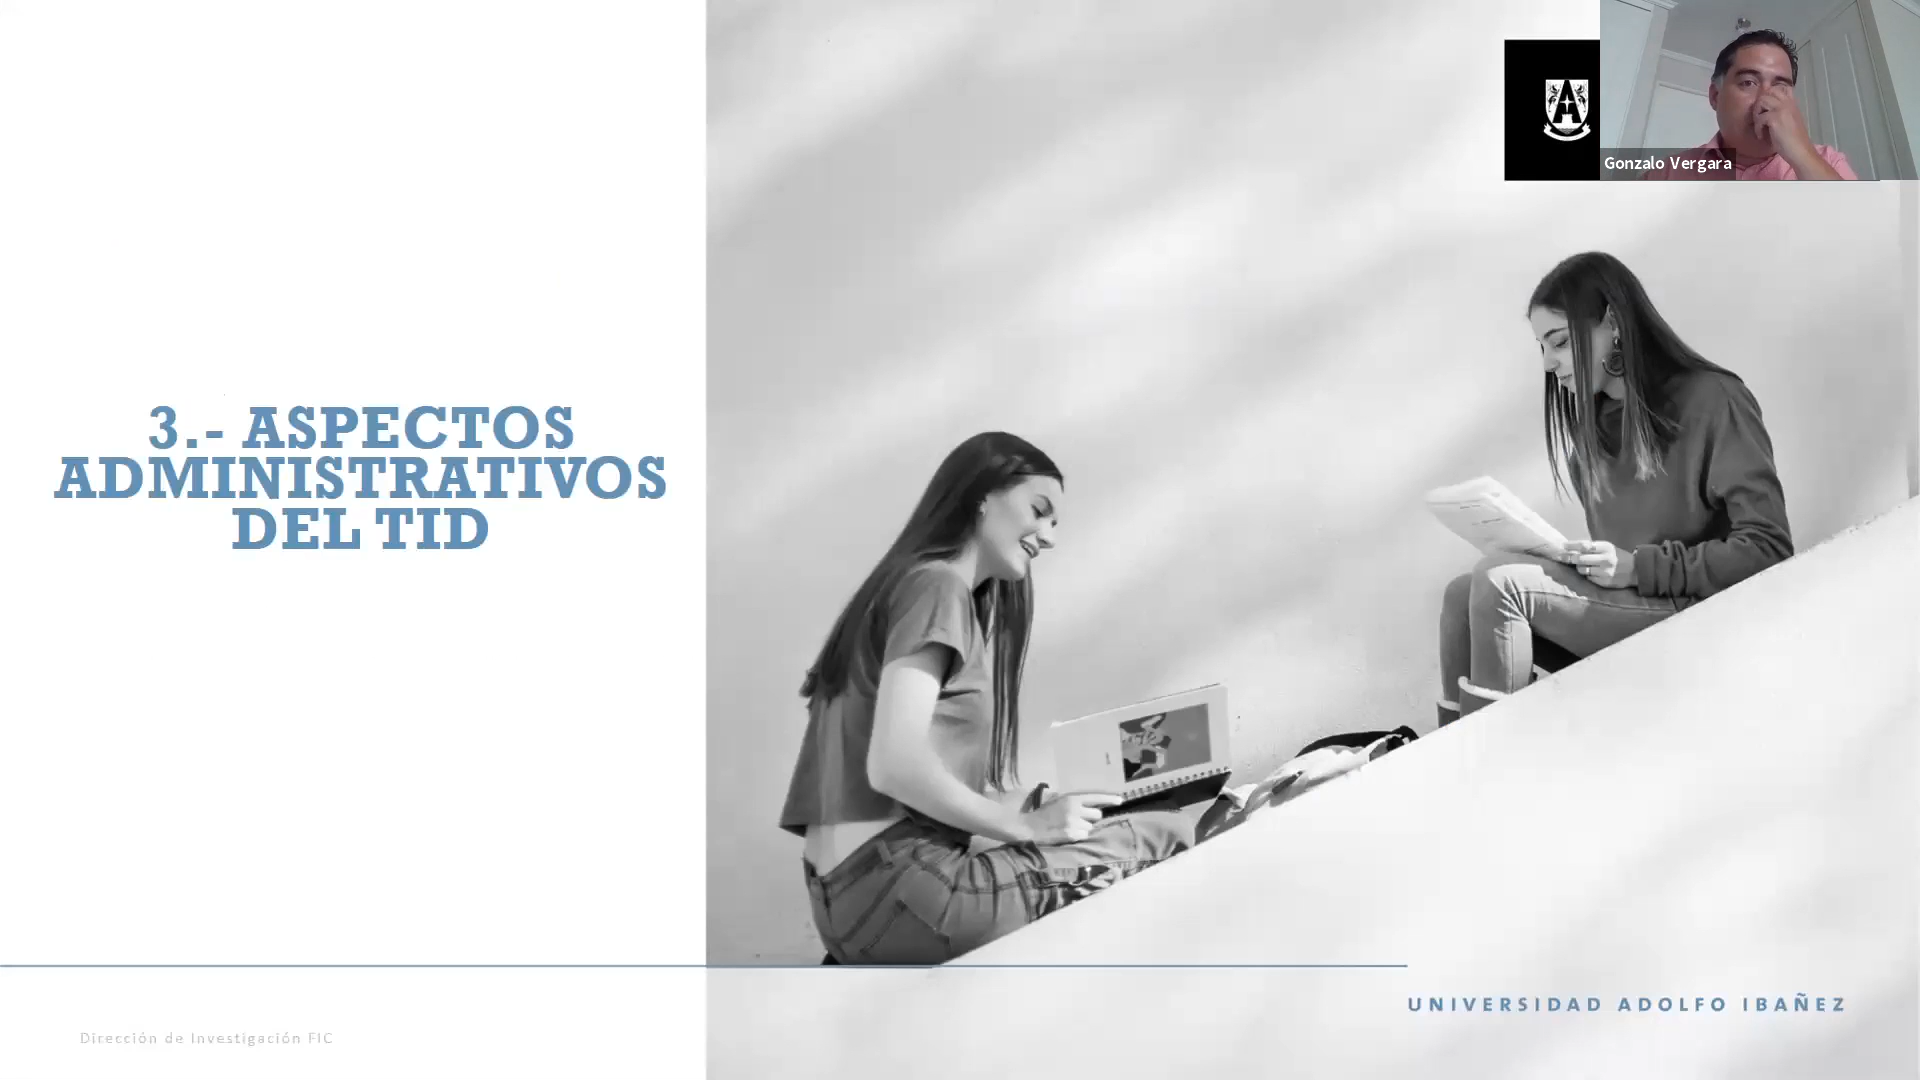 Gonzalo Vergara
3.- ASPECTOS
ADMINISTRATIVOS
DEL TID
UNIVERSIDAD ADOLFO IBAÑEZ
Dirección de Investigación FIC